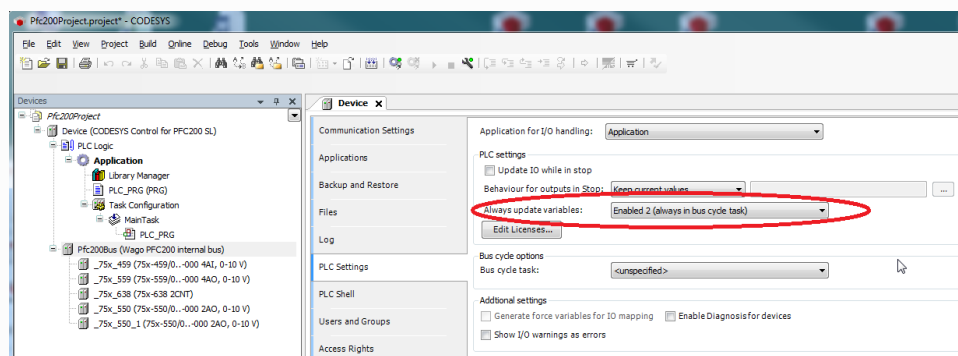 Pfc200Project.project* - CODESYS
File Edit View Project Build Online Debug Tools Window Help
Devices
Pfc200Project
Device (CODESYS Control for PFC200 SL)
PLC Logic
Application
Library Manager
PLC_PRG (PRG)
Task Configuration
MainTask
PLC_PRG
Pfc200Bus (Wago PFC200 internal bus)
_75x_459 (75x-459/0..-000 4AI, 0-10 V)
_75x_559 (75x-559/0..-000 4AO, 0-10 V)
_75x_638 (75x-638 2CNT)
_75x_550 (75x-550/0..-000 2AO, 0-10 V)
_75x_550_1 (75x-550/0..-000 2AO, 0-10 V)
Device X
Communication Settings
Applications
Backup and Restore
Files
Log
PLC Settings
PLC Shell
Users and Groups
Access Rights
Application for I/O handling: Application
PLC settings
Update IO while in stop
Behaviour for outputs in Stop: Keep current values ...
Always update variables: Enabled 2 (always in bus cycle task)
Edit Licenses...
Bus cycle options
Bus cycle task: <unspecified>
Addtional settings
Generate force variables for IO mapping Enable Diagnosis for devices
Show I/O warnings as errors